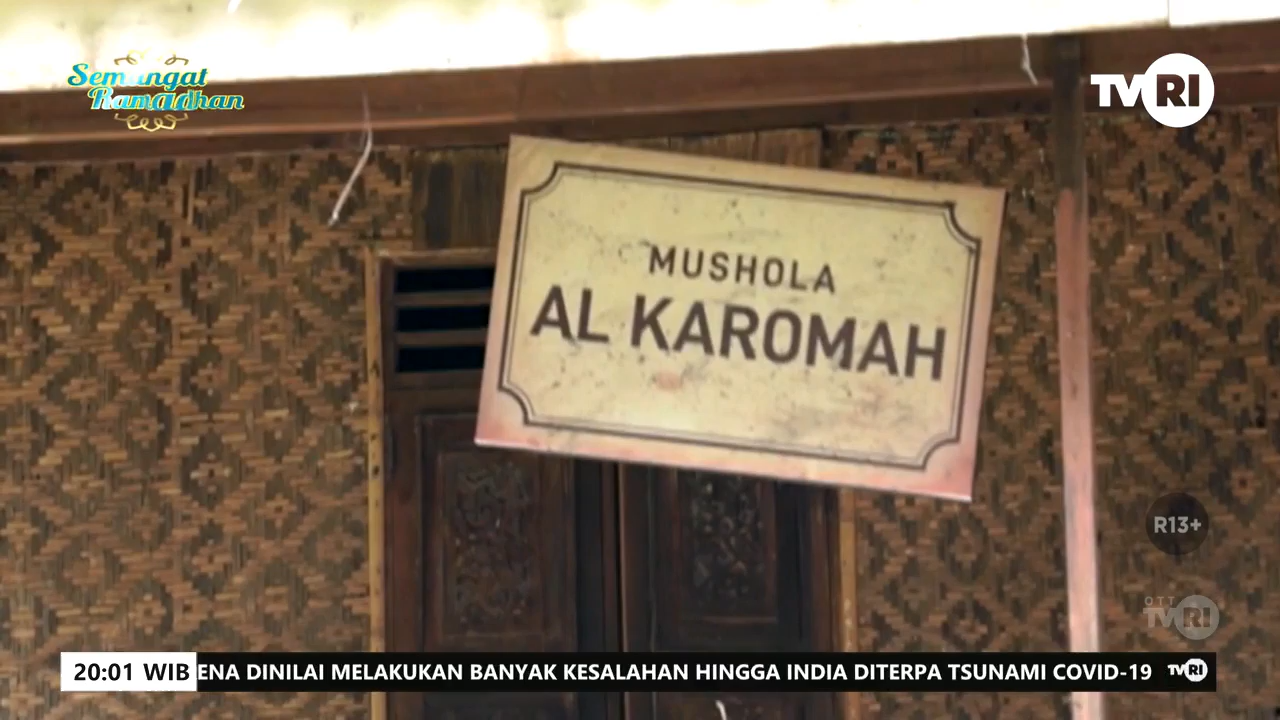 Semangat
Ramadhan
TVRI
MUSHOLA
AL KAROMAH
R13+
OTT
TVRI
20:01 WIB
ENA DINILAI MELAKUKAN BANYAK KESALAHAN HINGGA INDIA DITERPA TSUNAMI COVID-19
TVRI